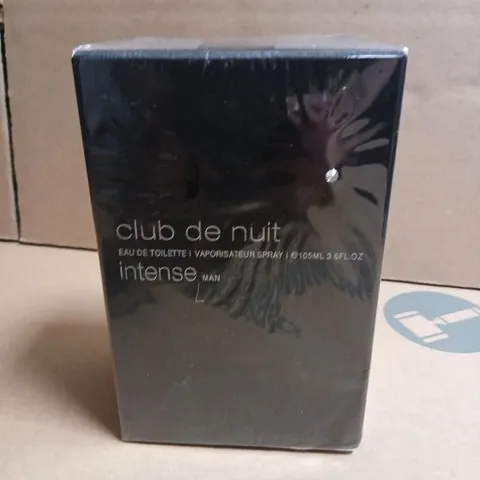 club de nuit
EAU DE TOILETTE | VAPORISATEUR SPRAY | ℮105ML 3.6FL.OZ
intense MAN